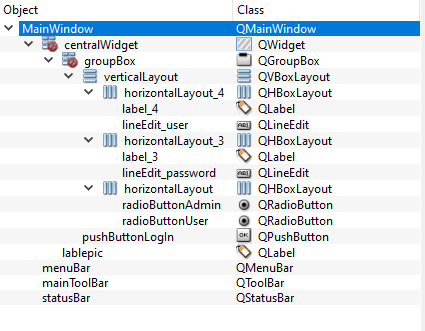 Object Class
MainWindow QMainWindow
centralWidget QWidget
groupBox QGroupBox
verticalLayout QVBoxLayout
horizontalLayout_4 QHBoxLayout
label_4 QLabel
lineEdit_user QLineEdit
horizontalLayout_3 QHBoxLayout
label_3 QLabel
lineEdit_password QLineEdit
horizontalLayout QHBoxLayout
radioButtonAdmin QRadioButton
radioButtonUser QRadioButton
pushButtonLogIn QPushButton
lablepic QLabel
menuBar QMenuBar
mainToolBar QToolBar
statusBar QStatusBar